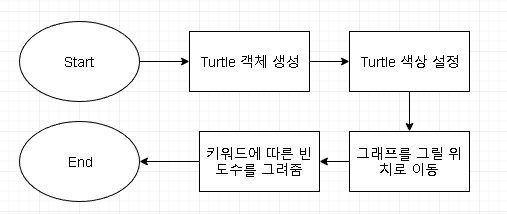 Start
Turtle 객체 생성
Turtle 색상 설정
그래프를 그릴 위
치로 이동
키워드에 따른 빈
도수를 그려줌
End